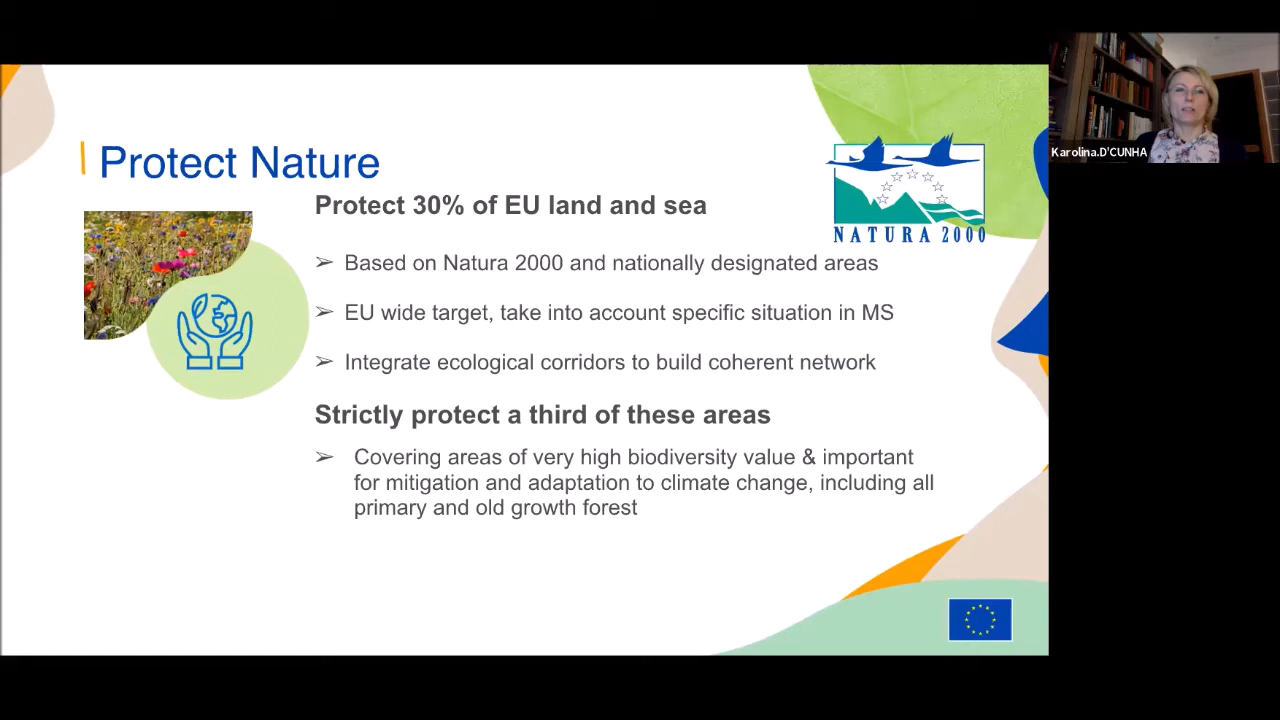 Protect Nature
Protect 30% of EU land and sea
NATURA 2000
➢ Based on Natura 2000 and nationally designated areas
➢ EU wide target, take into account specific situation in MS
➢ Integrate ecological corridors to build coherent network
Strictly protect a third of these areas
➢ Covering areas of very high biodiversity value & important
for mitigation and adaptation to climate change, including all
primary and old growth forest
Karolina.D'CUNHA